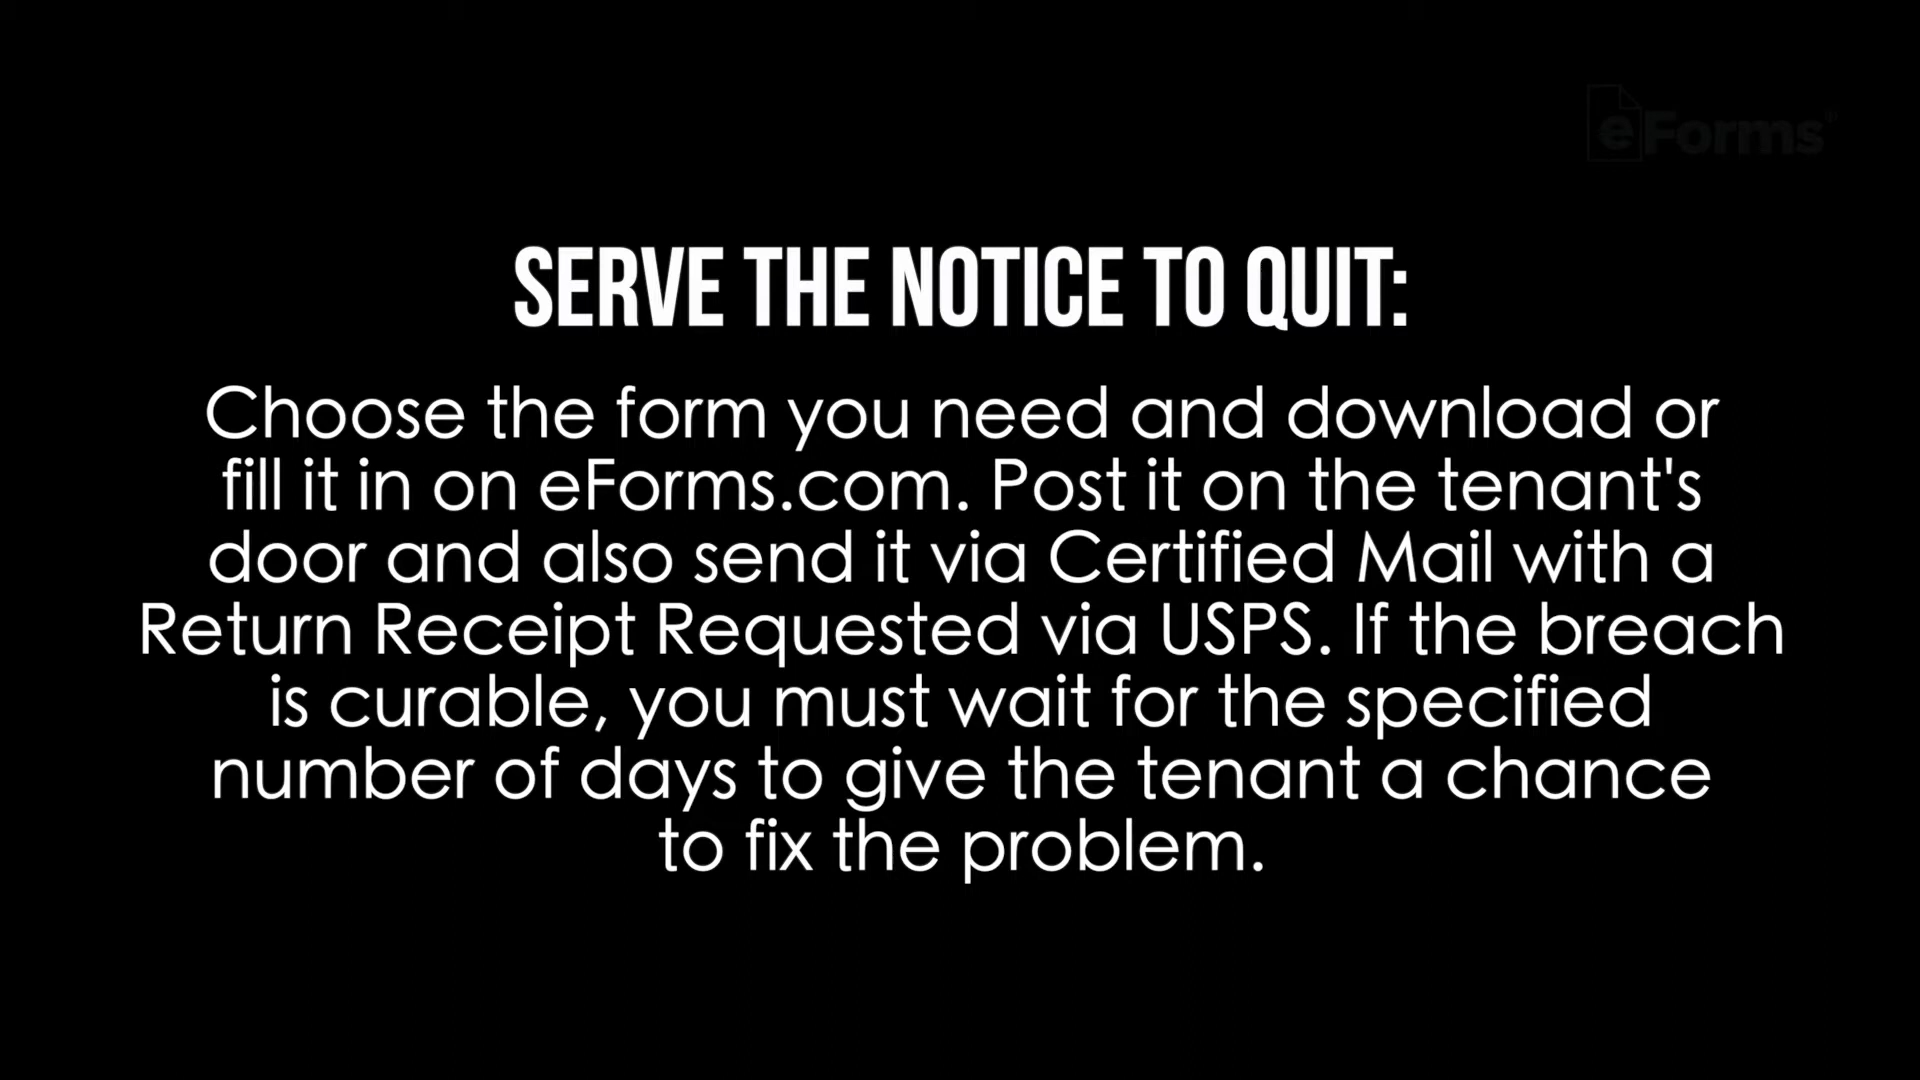 eForms®
SERVE THE NOTICE TO QUIT:
Choose the form you need and download or
fill it in on eForms.com. Post it on the tenant's
door and also send it via Certified Mail with a
Return Receipt Requested via USPS. If the breach
is curable, you must wait for the specified
number of days to give the tenant a chance
to fix the problem.